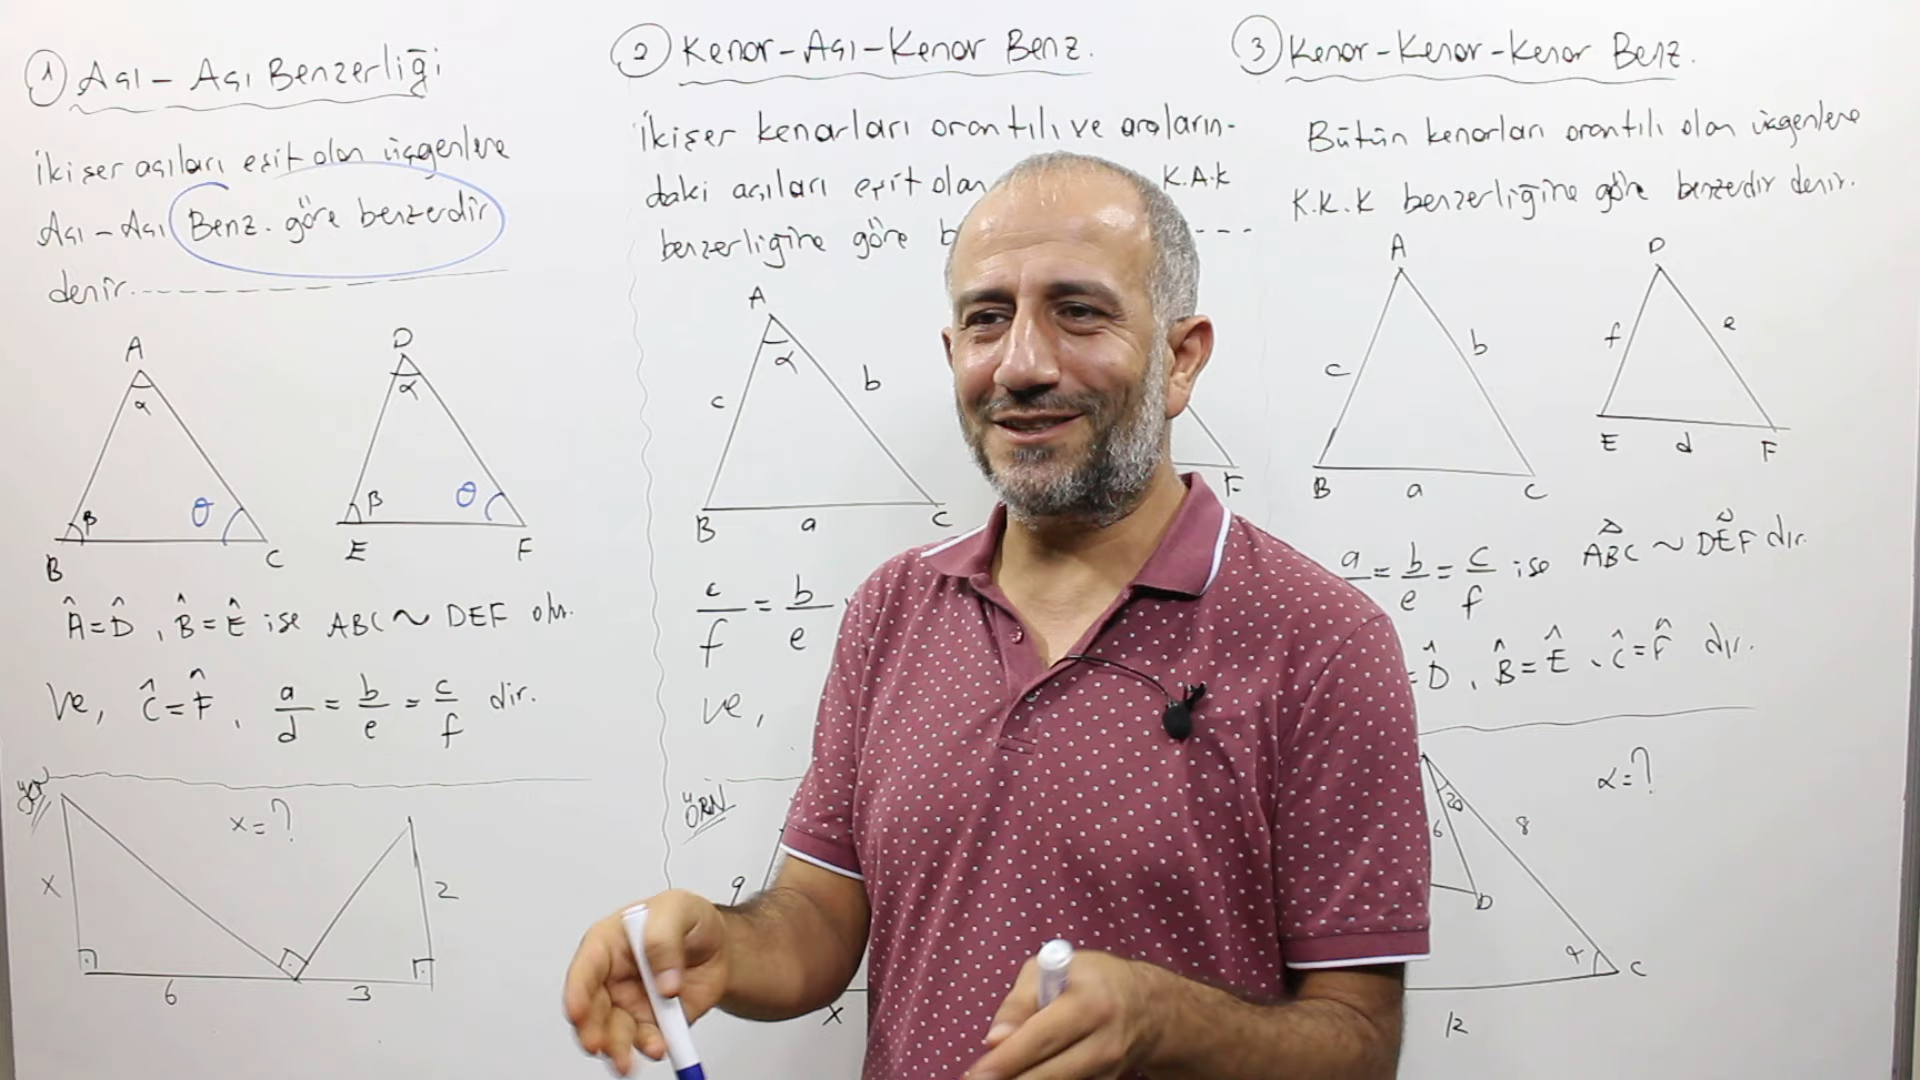 1 Açı - Açı Benzerliği
İkişer açıları eşit olan üçgenlere
Açı - Açı Benz. göre benzerdir
denir.
A
D
α
α
β
θ
β
θ
B
C
E
F
Â=D̂, B̂=Ê ise ABC ~ DEF olur.
Ve, Ĉ=F̂, a/d = b/e = c/f dir.
x=?
x
2
6
3
2 Kenar-Açı-Kenar Benz.
İkişer kenarları orantılı ve araların-
daki açıları eşit olan K.A.K
benzerliğine göre
A
α
c
b
B
a
C
F
c/f = b/e
ve,
ÖRN
9
x
3 Kenar-Kenar-Kenar Benz.
Bütün kenarları orantılı olan üçgenlere
K.K.K benzerliğine göre benzerdir denir.
A
D
c
b
f
e
B
a
C
E
d
F
a = b/e = c/f ise ABC ~ DEF dir.
=D̂, B̂=Ê, Ĉ=F̂ dir.
α=?
20
6
8
D
α
C
12